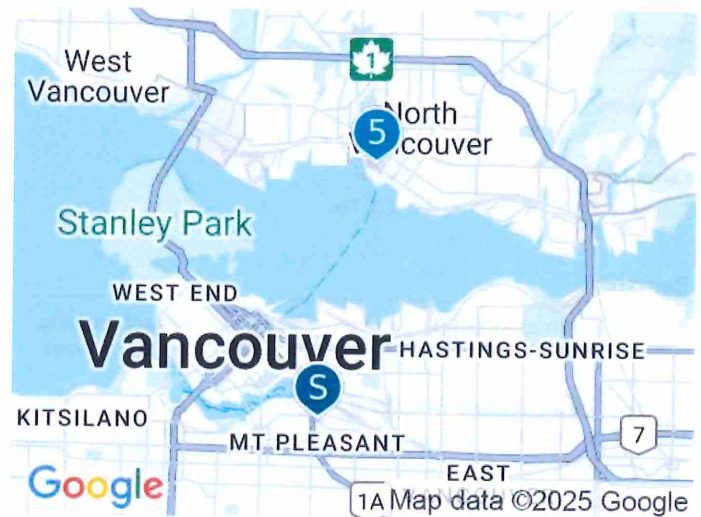 West
Vancouver
1
North
Vancouver
5
Stanley Park
WEST END
Vancouver
HASTINGS-SUNRISE
S
KITSILANO
MT PLEASANT
7
EAST
Google
1A
Map data ©2025 Google